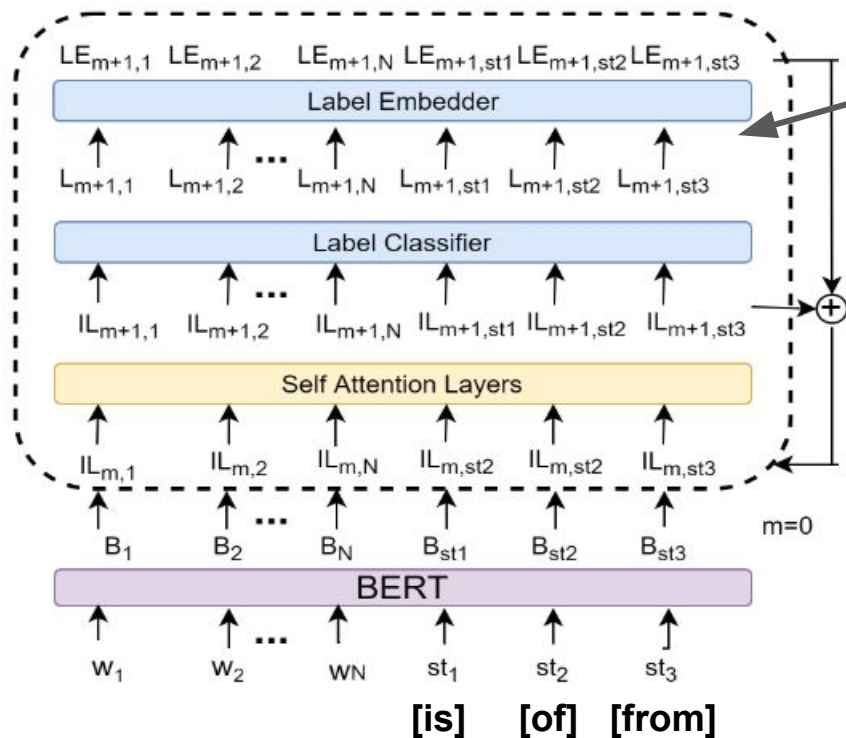 LEm+1,1 LEm+1,2 LEm+1,N LEm+1,st1 LEm+1,st2 LEm+1,st3
Label Embedder
...
Lm+1,1 Lm+1,2 Lm+1,N Lm+1,st1 Lm+1,st2 Lm+1,st3
Label Classifier
...
ILm+1,1 ILm+1,2 ILm+1,N ILm+1,st1 ILm+1,st2 ILm+1,st3
+
Self Attention Layers
ILm,1 ILm,2 ILm,N ILm,st2 ILm,st2 ILm,st3
...
m=0
B1 B2 BN Bst1 Bst2 Bst3
BERT
...
w1 w2 wN st1 st2 st3
[is] [of] [from]